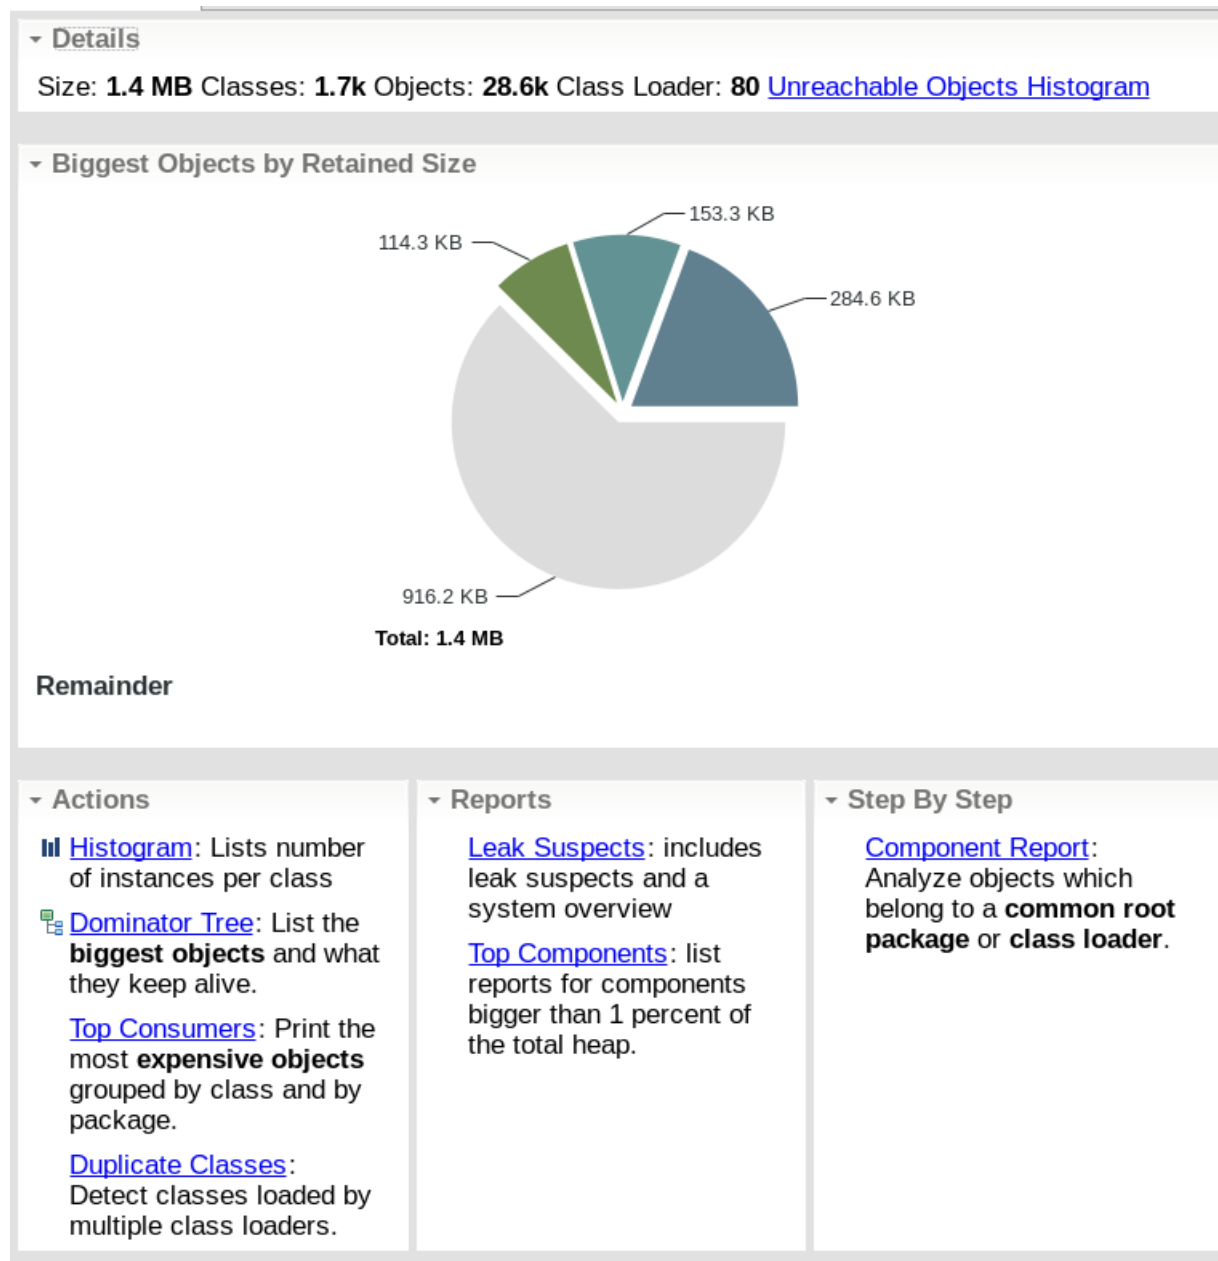 Details
Size: 1.4 MB Classes: 1.7k Objects: 28.6k Class Loader: 80 Unreachable Objects Histogram
Biggest Objects by Retained Size
153.3 KB
114.3 KB
284.6 KB
916.2 KB
Total: 1.4 MB
Remainder
Actions
Histogram: Lists number
of instances per class
Dominator Tree: List the
biggest objects and what
they keep alive.
Top Consumers: Print the
most expensive objects
grouped by class and by
package.
Duplicate Classes:
Detect classes loaded by
multiple class loaders.
Reports
Leak Suspects: includes
leak suspects and a
system overview
Top Components: list
reports for components
bigger than 1 percent of
the total heap.
Step By Step
Component Report:
Analyze objects which
belong to a common root
package or class loader.